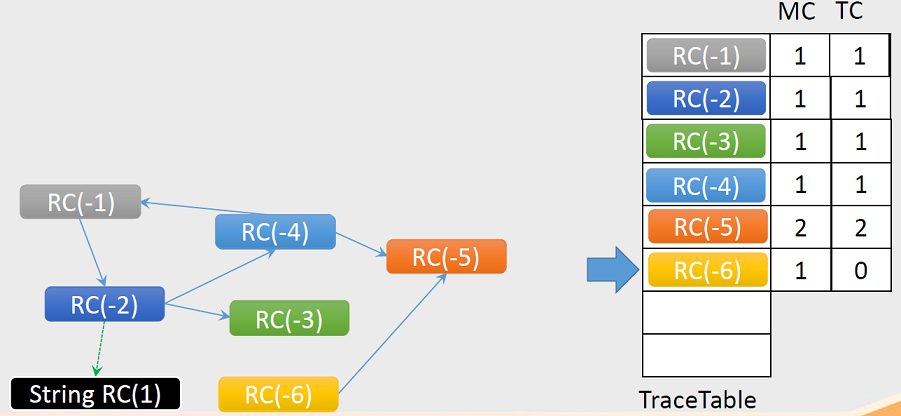 MC TC
RC(-1) 1 1
RC(-2) 1 1
RC(-3) 1 1
RC(-4) 1 1
RC(-5) 2 2
RC(-6) 1 0
TraceTable
RC(-1)
RC(-4)
RC(-5)
RC(-2)
RC(-3)
String RC(1)
RC(-6)